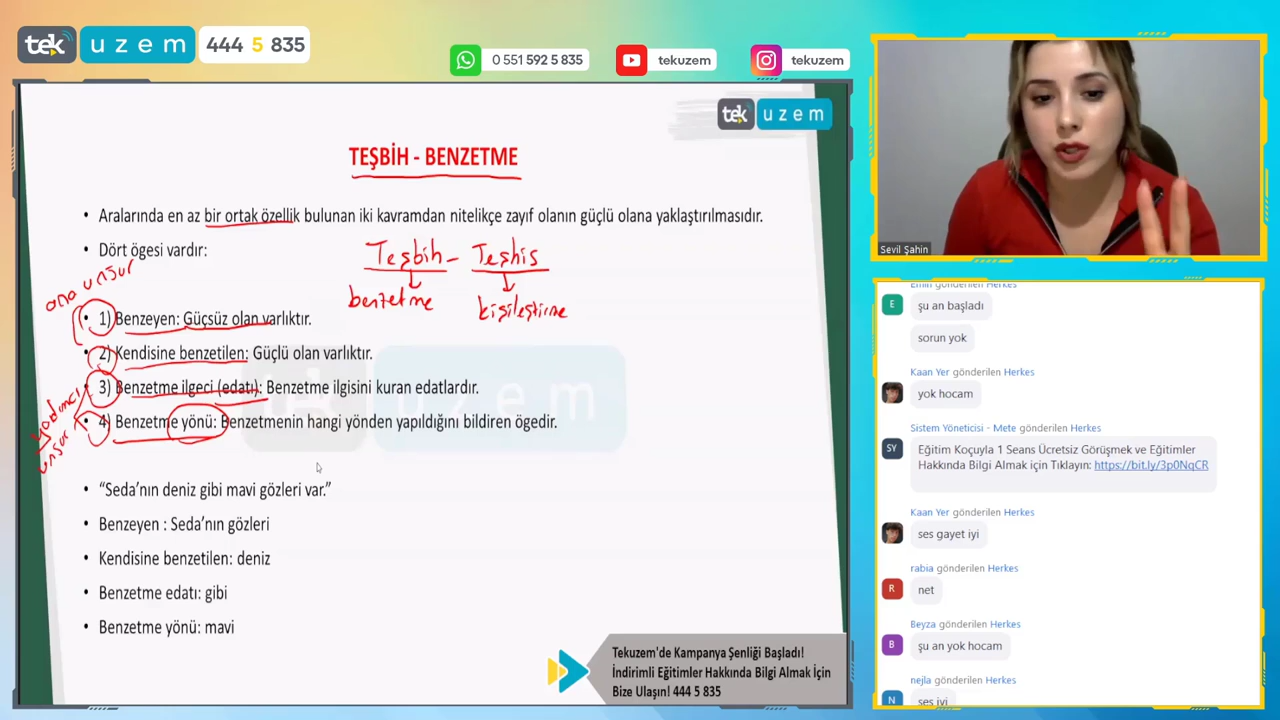 tek uzem 444 5 835
0 551 592 5 835
tekuzem
tekuzem
tek uzem
TEŞBİH - BENZETME
• Aralarında en az bir ortak özellik bulunan iki kavramdan nitelikçe zayıf olanın güçlü olana yaklaştırılmasıdır.
• Dört ögesi vardır:
Teşbih - Teşhis
benzetme kişileştirme
ana unsur
• 1) Benzeyen: Güçsüz olan varlıktır.
• 2) Kendisine benzetilen: Güçlü olan varlıktır.
• 3) Benzetme ilgeci (edatı): Benzetme ilgisini kuran edatlardır.
• 4) Benzetme yönü: Benzetmenin hangi yönden yapıldığını bildiren ögedir.
yardımcı
unsur
tek uzem
• “Seda’nın deniz gibi mavi gözleri var.”
• Benzeyen : Seda’nın gözleri
• Kendisine benzetilen: deniz
• Benzetme edatı: gibi
• Benzetme yönü: mavi
Tekuzem'de Kampanya Şenliği Başladı!
İndirimli Eğitimler Hakkında Bilgi Almak İçin
Bize Ulaşın! 444 5 835
Sevil Şahin
Emin gönderilen Herkes
E
şu an başladı
sorun yok
Kaan Yer gönderilen Herkes
yok hocam
Sistem Yöneticisi - Mete gönderilen Herkes
SY
Eğitim Koçuyla 1 Seans Ücretsiz Görüşmek ve Eğitimler
Hakkında Bilgi Almak için Tıklayın: https://bit.ly/3p0NqCR
Kaan Yer gönderilen Herkes
ses gayet iyi
rabia gönderilen Herkes
R
net
Beyza gönderilen Herkes
B
şu an yok hocam
nejla gönderilen Herkes
N
ses iyi